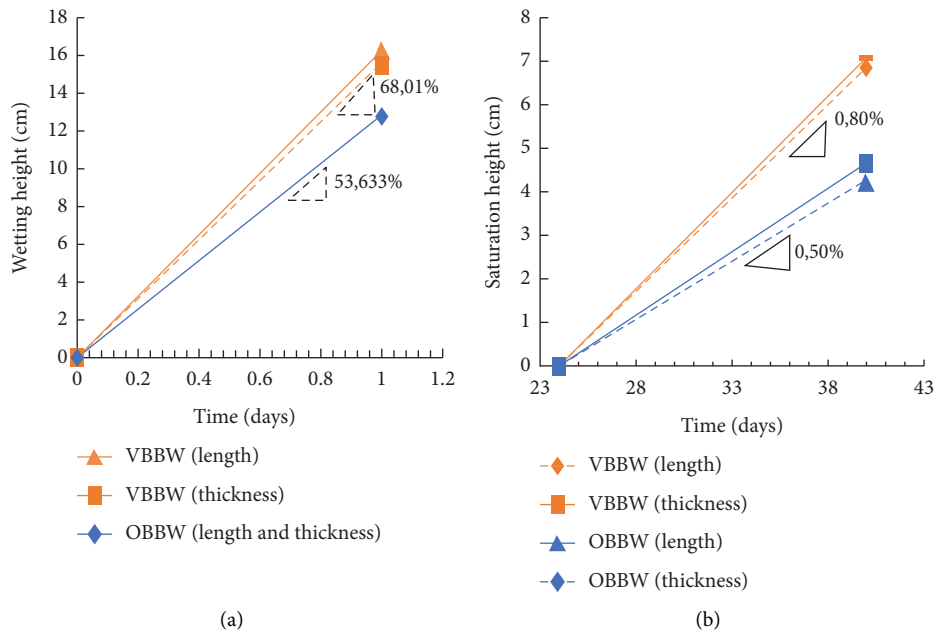 18
16
14
12
10
8
6
4
2
0
Wetting height (cm)
68,01%
53,633%
0
0.2
0.4
0.6
0.8
1
1.2
Time (days)
VBBW (length)
VBBW (thickness)
OBBW (length and thickness)
(a)
8
7
6
5
4
3
2
1
0
Saturation height (cm)
0,80%
0,50%
23
28
33
38
43
Time (days)
VBBW (length)
VBBW (thickness)
OBBW (length)
OBBW (thickness)
(b)